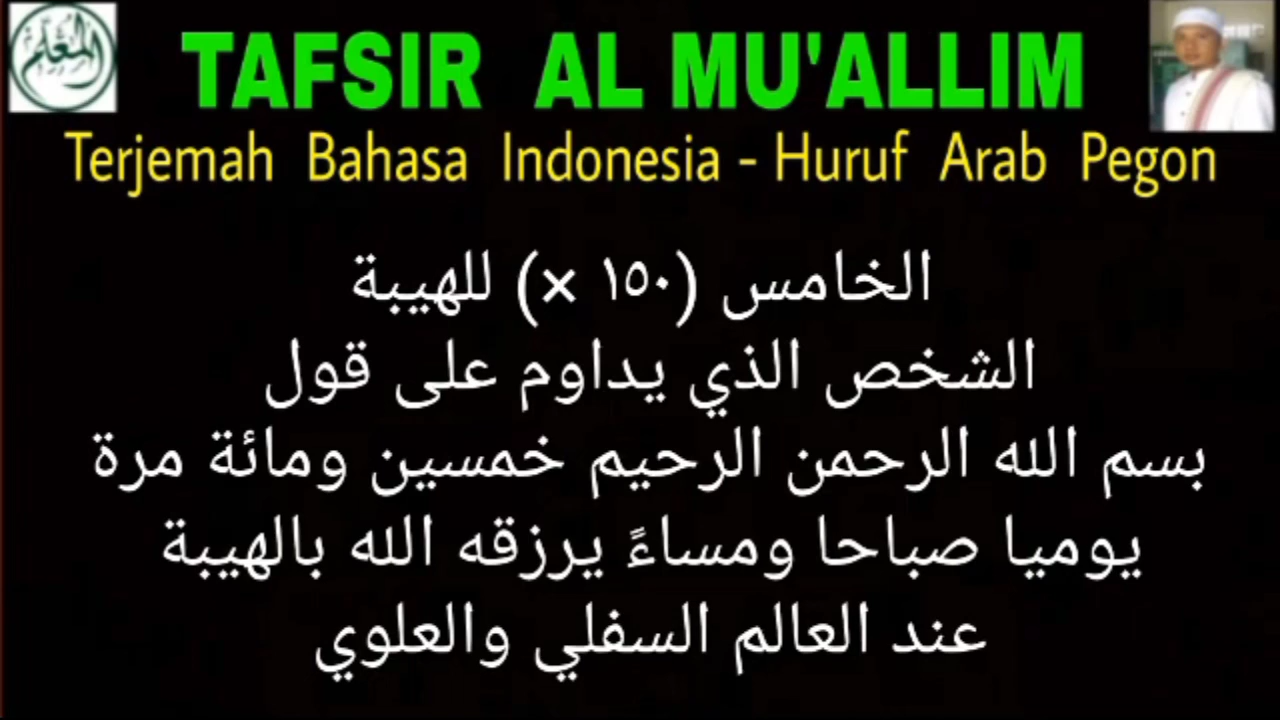 المعلم
TAFSIR AL MU'ALLIM
Terjemah Bahasa Indonesia - Huruf Arab Pegon
الخامس (١٥٠ ×) للهيبة
الشخص الذي يداوم على قول
بسم الله الرحمن الرحيم خمسين ومائة مرة
يوميا صباحا ومساءً يرزقه الله بالهيبة
عند العالم السفلي والعلوي